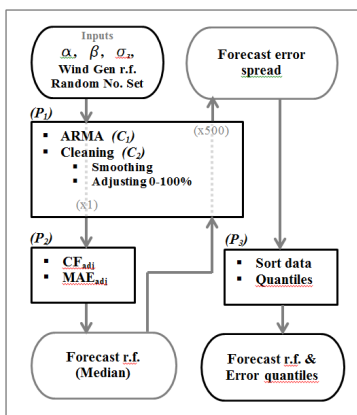 Inputs
α, β, σz,
Wind Gen r.f.
Random No. Set
Forecast error
spread
(P1)
▪ ARMA (C1)
▪ Cleaning (C2)
▪ Smoothing
▪ Adjusting 0-100%
(x1)
(x500)
(P2)
▪ CFadj
▪ MAEadj
(P3)
▪ Sort data
▪ Quantiles
Forecast r.f.
(Median)
Forecast r.f. &
Error quantiles